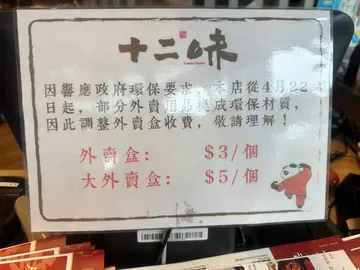 十二味
因響應政府環保要求，本店從4月22
日起，部分外賣用品換成環保材質，
因此調整外賣盒收費，敬請理解！
外賣盒： $3/個
大外賣盒： $5/個